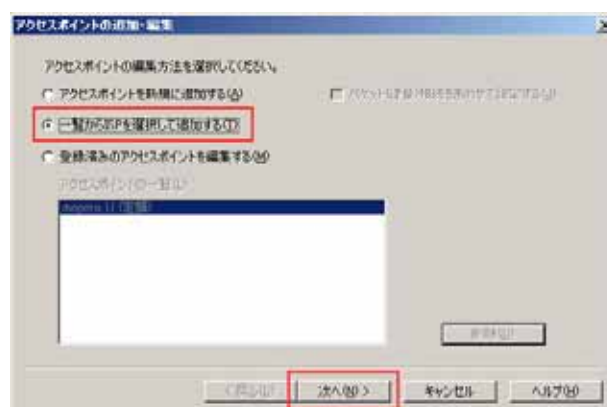 アクセスポイントの追加・編集
アクセスポイントの編集方法を選択してください。
アクセスポイントを新規に追加する(A)
一覧からISPを選択して追加する(I)
登録済みのアクセスポイントを編集する(M)
アクセスポイントの一覧(L)
< 戻る(B)
次へ(N) >
キャンセル
ヘルプ(H)